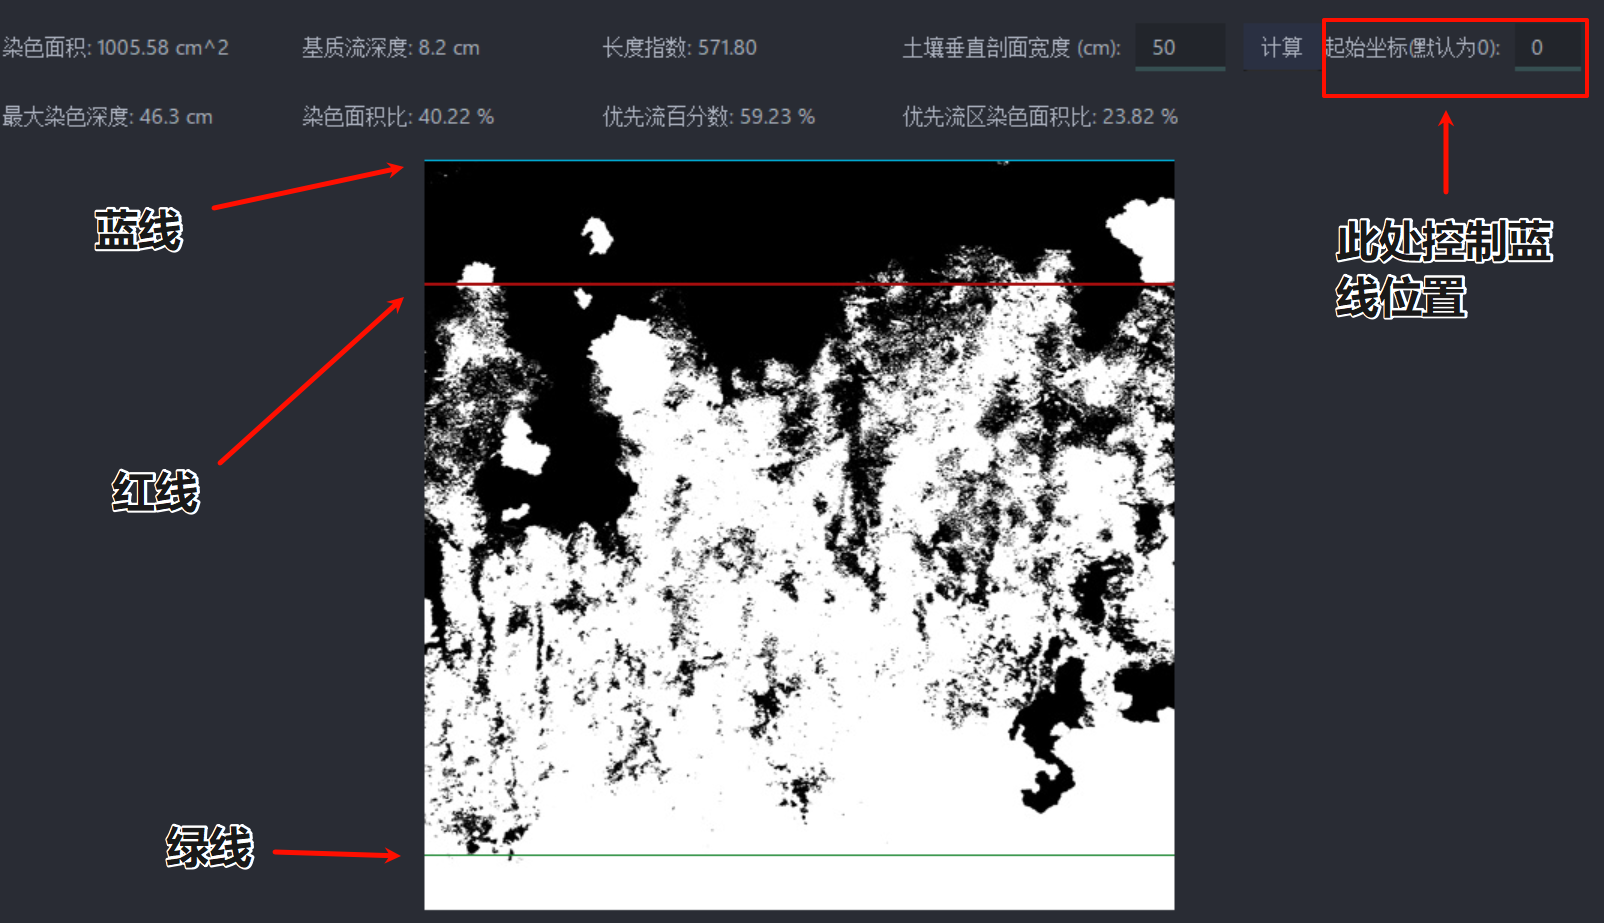 染色面积: 1005.58 cm^2
基质流深度: 8.2 cm
长度指数: 571.80
土壤垂直剖面宽度 (cm):
50
计算
起始坐标(默认为0):
0
最大染色深度: 46.3 cm
染色面积比: 40.22 %
优先流百分数: 59.23 %
优先流区染色面积比: 23.82 %
蓝线
此处控制蓝
线位置
红线
绿线